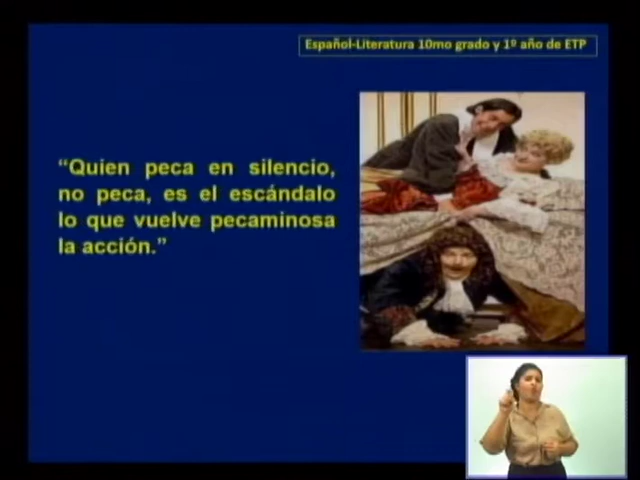 Español-Literatura 10mo grado y 1º año de ETP
“Quien peca en silencio,
no peca, es el escándalo
lo que vuelve pecaminosa
la acción.”